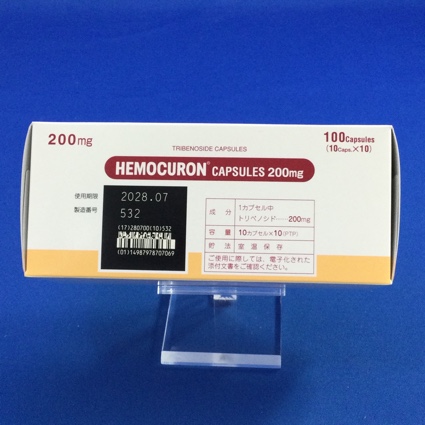 200mg
100Capsules
(10Caps.×10)
TRIBENOSIDE CAPSULES
HEMOCURON® CAPSULES 200mg
使用期限 2028.07
製造番号 532
(17)280700(10)532
(01)14987978707069
成分 1カプセル中
トリベノシド……200mg
容量 10カプセル×10(PTP)
貯法 室温保存
ご使用に際しては、電子化された
添付文書をご確認ください。